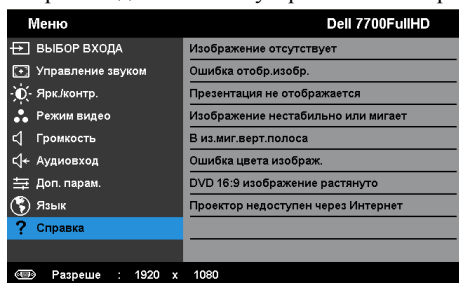 Меню Dell 7700FullHD
ВЫБОР ВХОДА Изображение отсутствует
Управление звуком Ошибка отобр.изобр.
Ярк./контр. Презентация не отображается
Режим видео Изображение нестабильно или мигает
Громкость В из.миг.верт.полоса
Аудиовход Ошибка цвета изображ.
Доп. парам. DVD 16:9 изображение растянуто
Язык Проектор недоступен через Интернет
? Справка
Разреше : 1920 x 1080